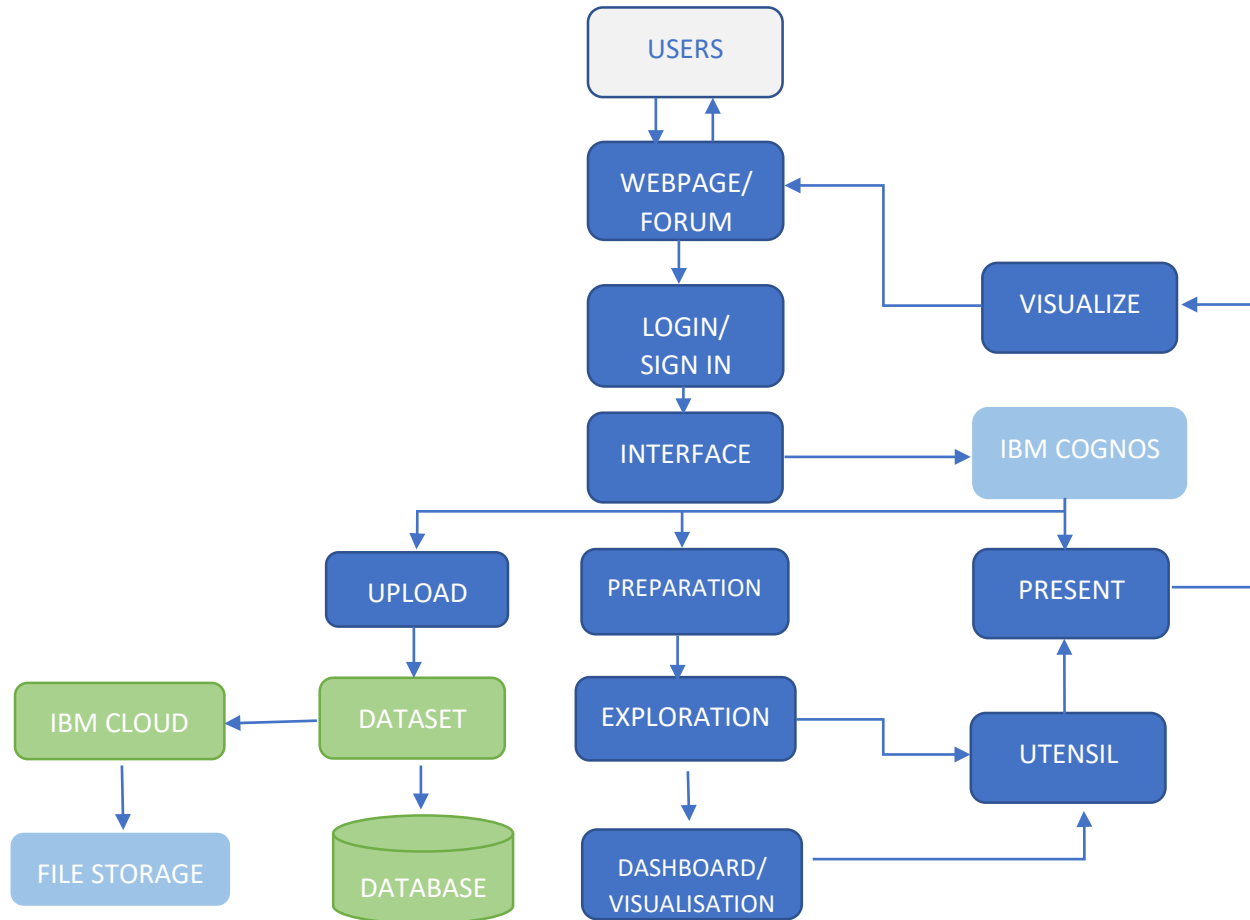 USERS
WEBPAGE/
FORUM
VISUALIZE
LOGIN/
SIGN IN
INTERFACE
IBM COGNOS
UPLOAD
PREPARATION
PRESENT
IBM CLOUD
DATASET
EXPLORATION
UTENSIL
FILE STORAGE
DATABASE
DASHBOARD/
VISUALISATION